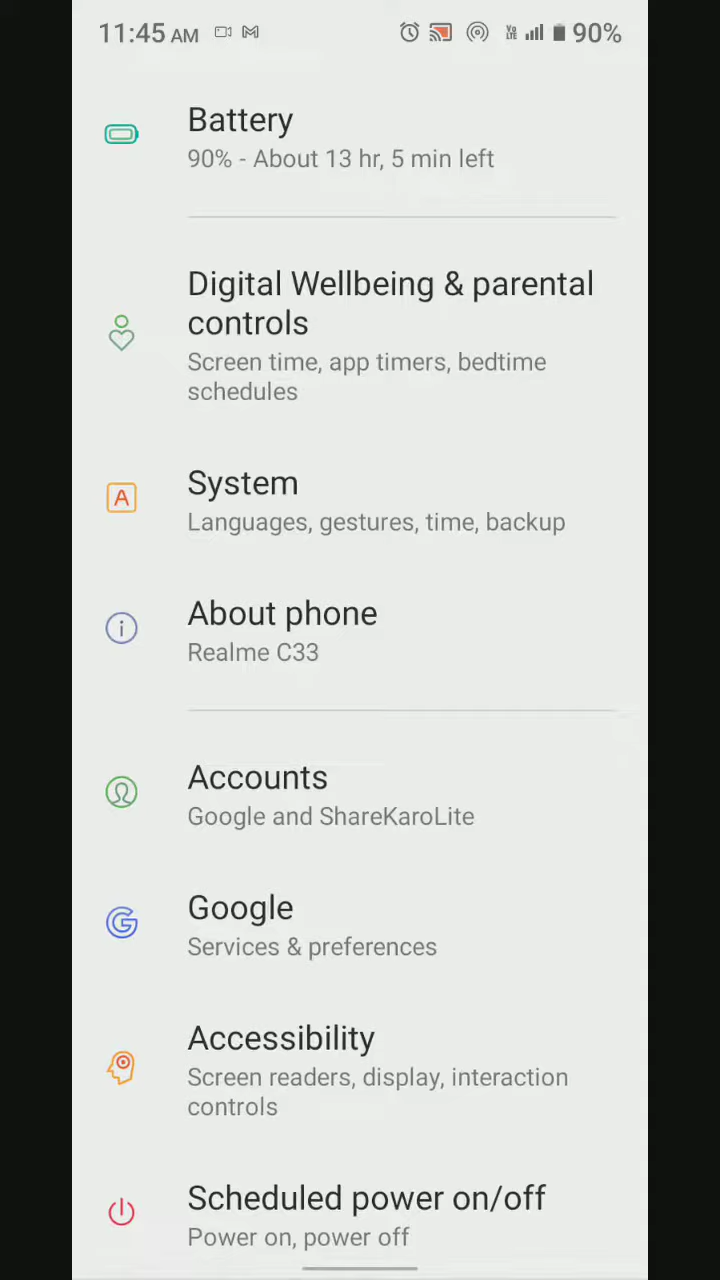 11:45 AM 90%
Battery
90% - About 13 hr, 5 min left
Digital Wellbeing & parental
controls
Screen time, app timers, bedtime
schedules
A
System
Languages, gestures, time, backup
About phone
Realme C33
Accounts
Google and ShareKaroLite
Google
Services & preferences
Accessibility
Screen readers, display, interaction
controls
Scheduled power on/off
Power on, power off